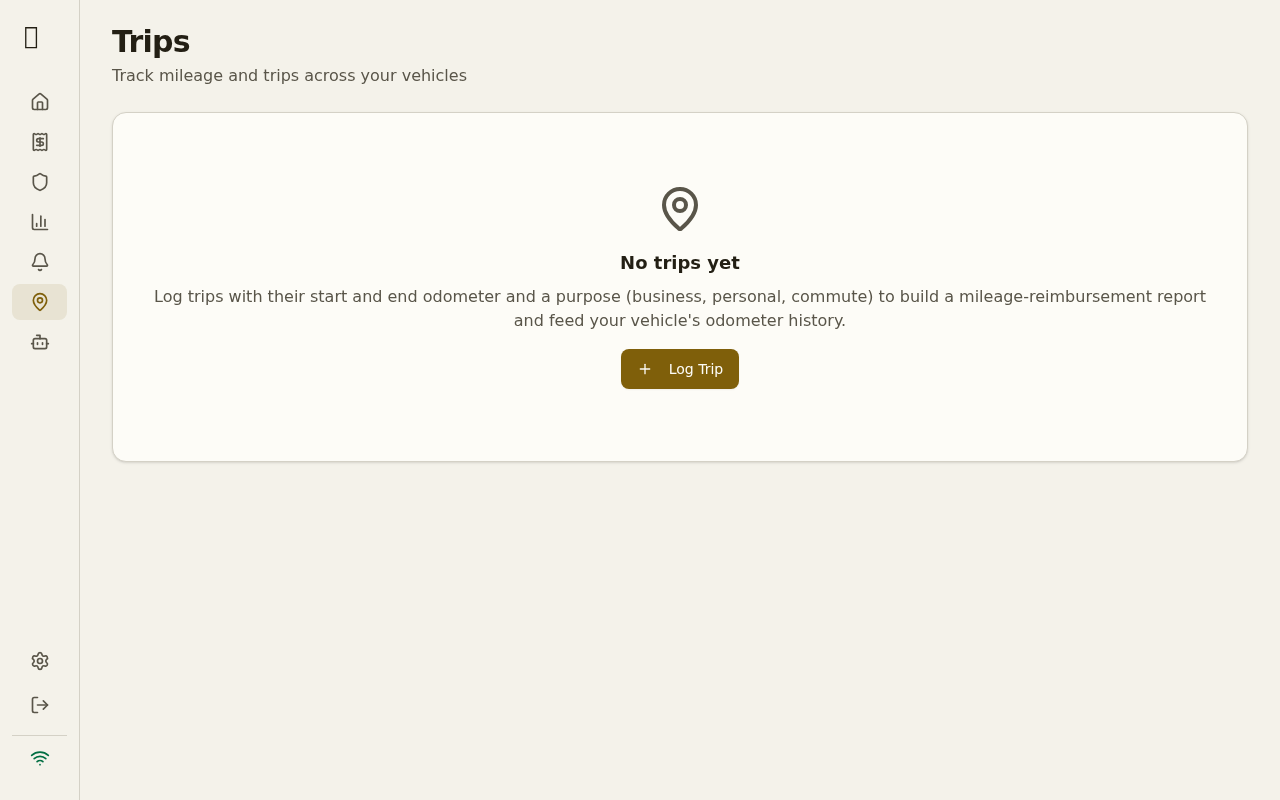 Trips
Track mileage and trips across your vehicles
No trips yet
Log trips with their start and end odometer and a purpose (business, personal, commute) to build a mileage-reimbursement report
and feed your vehicle's odometer history.
Log Trip